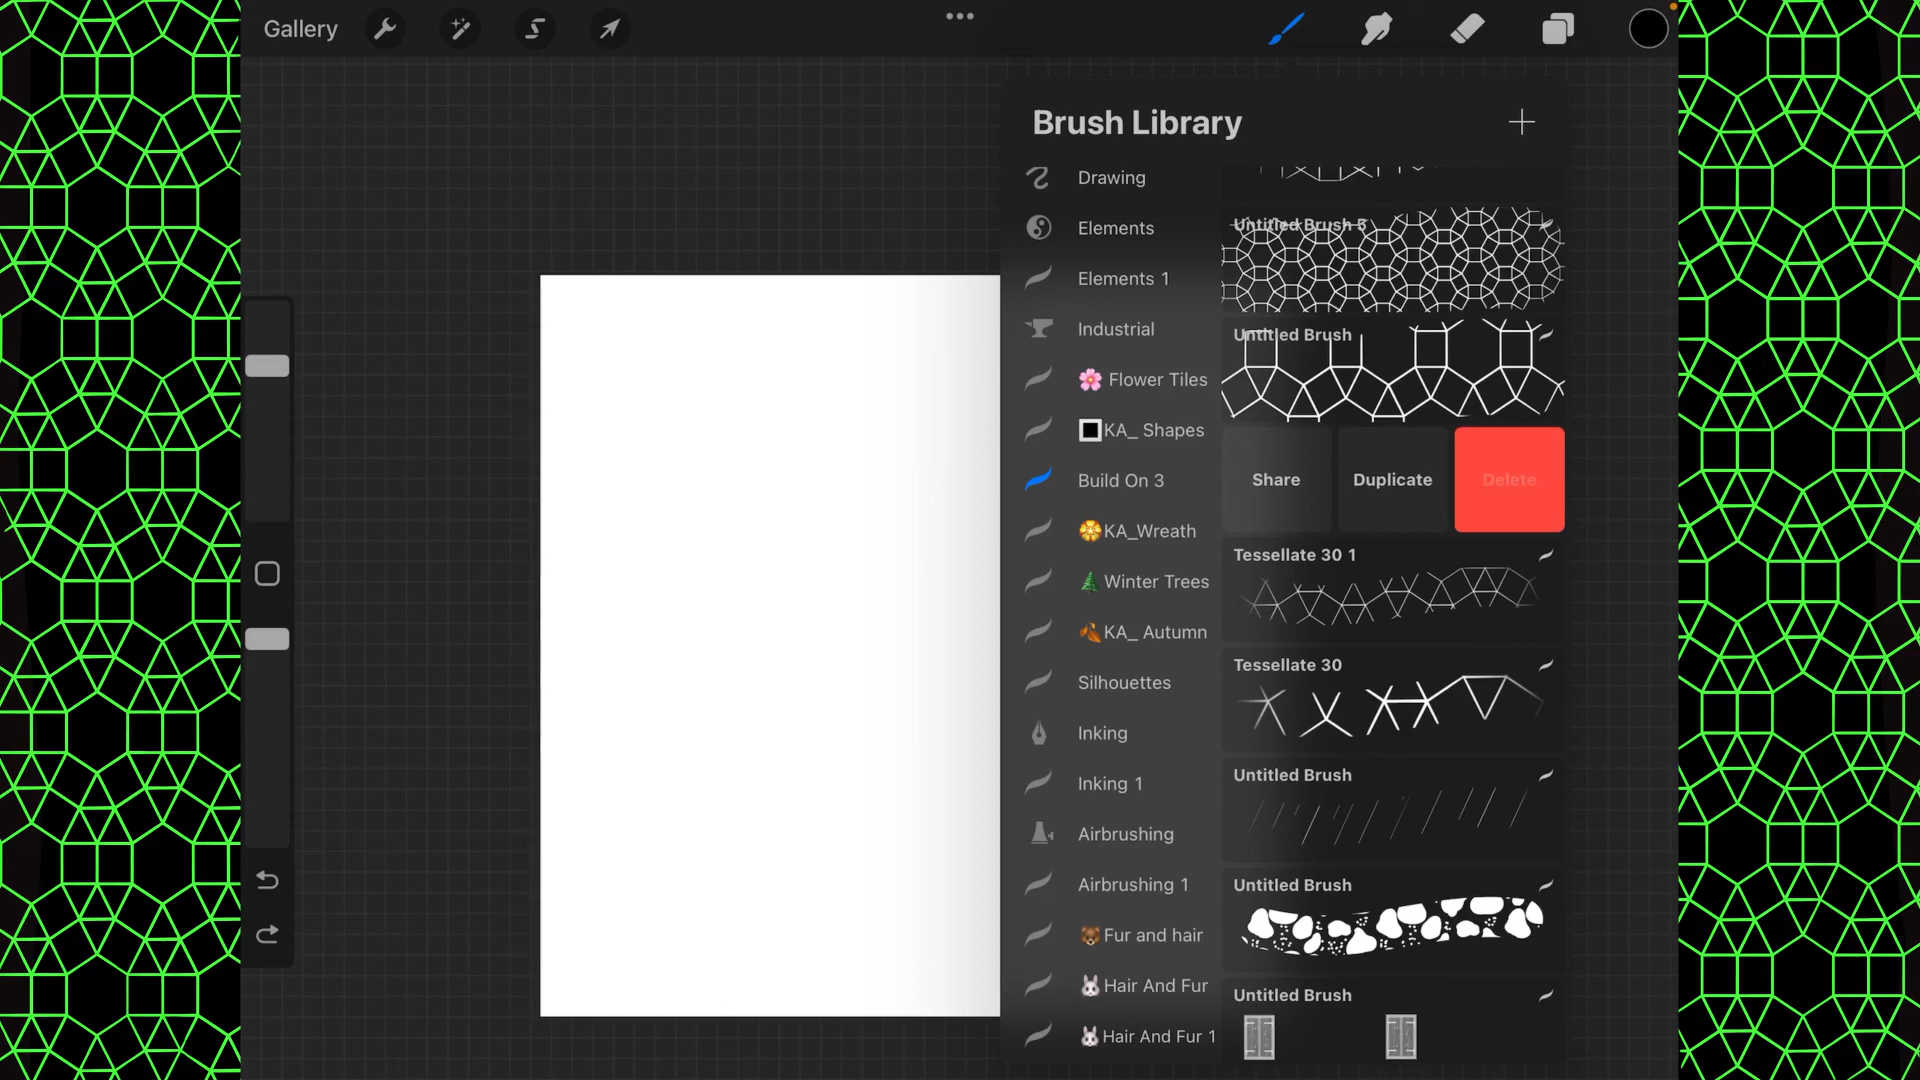 Gallery
Brush Library
Drawing
Elements
Elements 1
Industrial
Flower Tiles
KA_ Shapes
Build On 3
KA_Wreath
Winter Trees
KA_ Autumn
Silhouettes
Inking
Inking 1
Airbrushing
Airbrushing 1
Fur and hair
Hair And Fur
Hair And Fur 1
Untitled Brush 5
Untitled Brush
Share
Duplicate
Delete
Tessellate 30 1
Tessellate 30
Untitled Brush
Untitled Brush
Untitled Brush